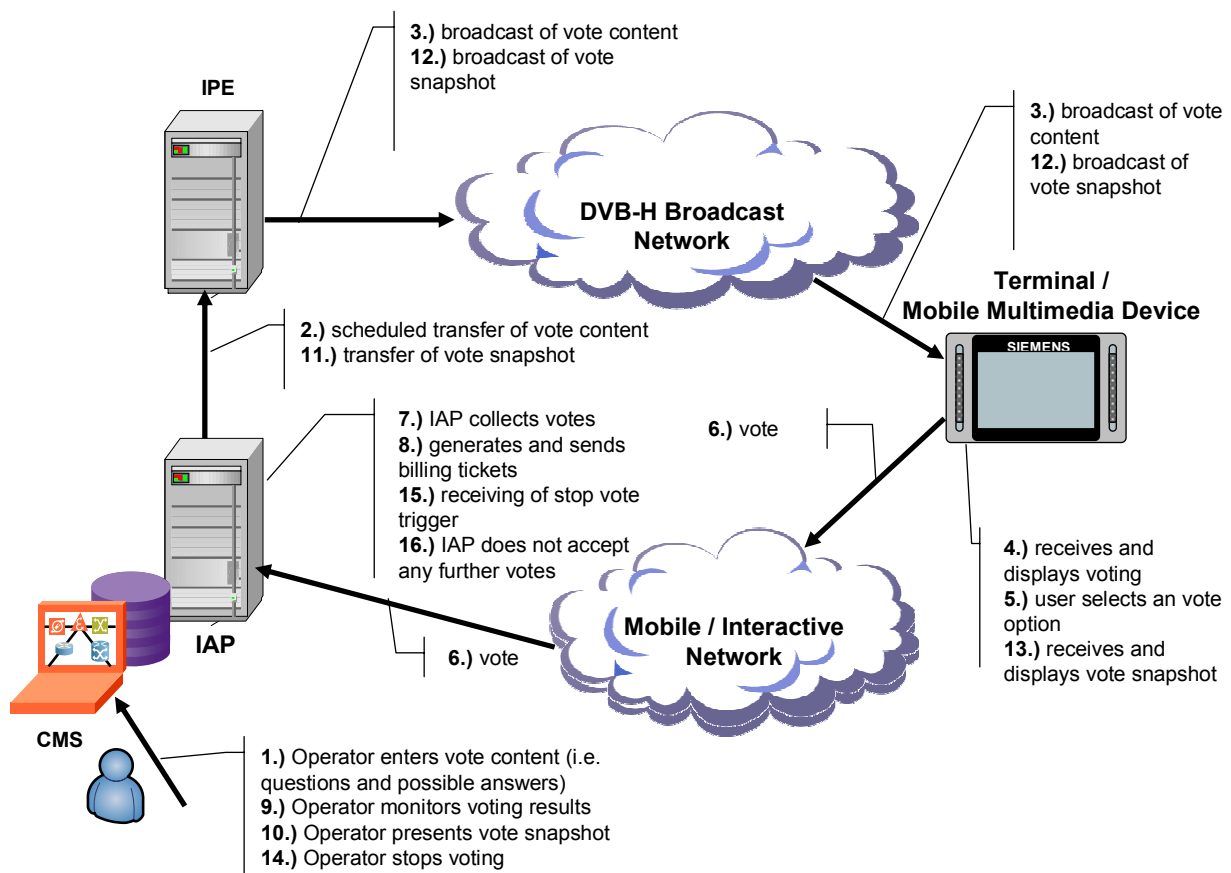 3.) broadcast of vote content
12.) broadcast of vote
snapshot
IPE
3.) broadcast of vote
content
12.) broadcast of
vote snapshot
DVB-H Broadcast
Network
Terminal /
Mobile Multimedia Device
SIEMENS
2.) scheduled transfer of vote content
11.) transfer of vote snapshot
7.) IAP collects votes
8.) generates and sends
billing tickets
15.) receiving of stop vote
trigger
16.) IAP does not accept
any further votes
6.) vote
4.) receives and
displays voting
5.) user selects an vote
option
13.) receives and
displays vote snapshot
Mobile / Interactive
Network
IAP
6.) vote
CMS
1.) Operator enters vote content (i.e.
questions and possible answers)
9.) Operator monitors voting results
10.) Operator presents vote snapshot
14.) Operator stops voting